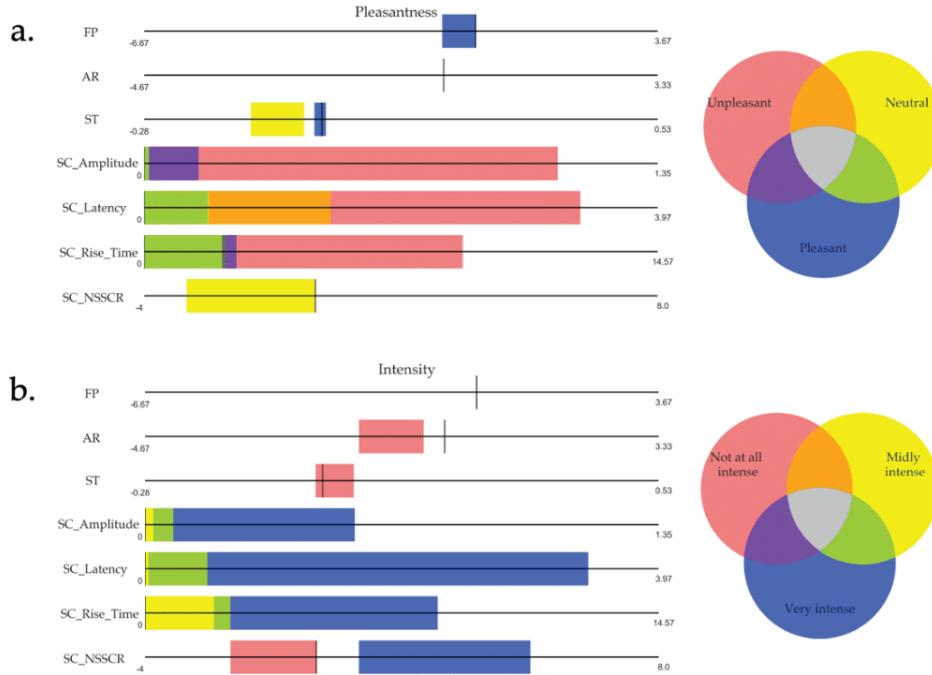 a.
Pleasantness
FP
-6.67
3.67
AR
-4.67
3.33
ST
-0.28
0.53
SC_Amplitude
0
1.35
SC_Latency
0
3.97
SC_Rise_Time
0
14.57
SC_NSSCR
-4
8.0
Unpleasant
Neutral
Pleasant
b.
Intensity
FP
-6.67
3.67
AR
-4.67
3.33
ST
-0.28
0.53
SC_Amplitude
0
1.35
SC_Latency
0
3.97
SC_Rise_Time
0
14.57
SC_NSSCR
-4
8.0
Not at all
intense
Midly
intense
Very intense